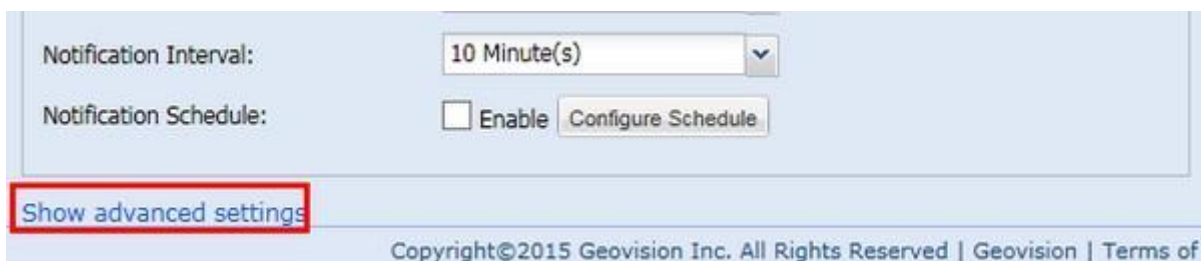 Notification Interval: 10 Minute(s)
Notification Schedule: Enable Configure Schedule
Show advanced settings
Copyright©2015 Geovision Inc. All Rights Reserved | Geovision | Terms of